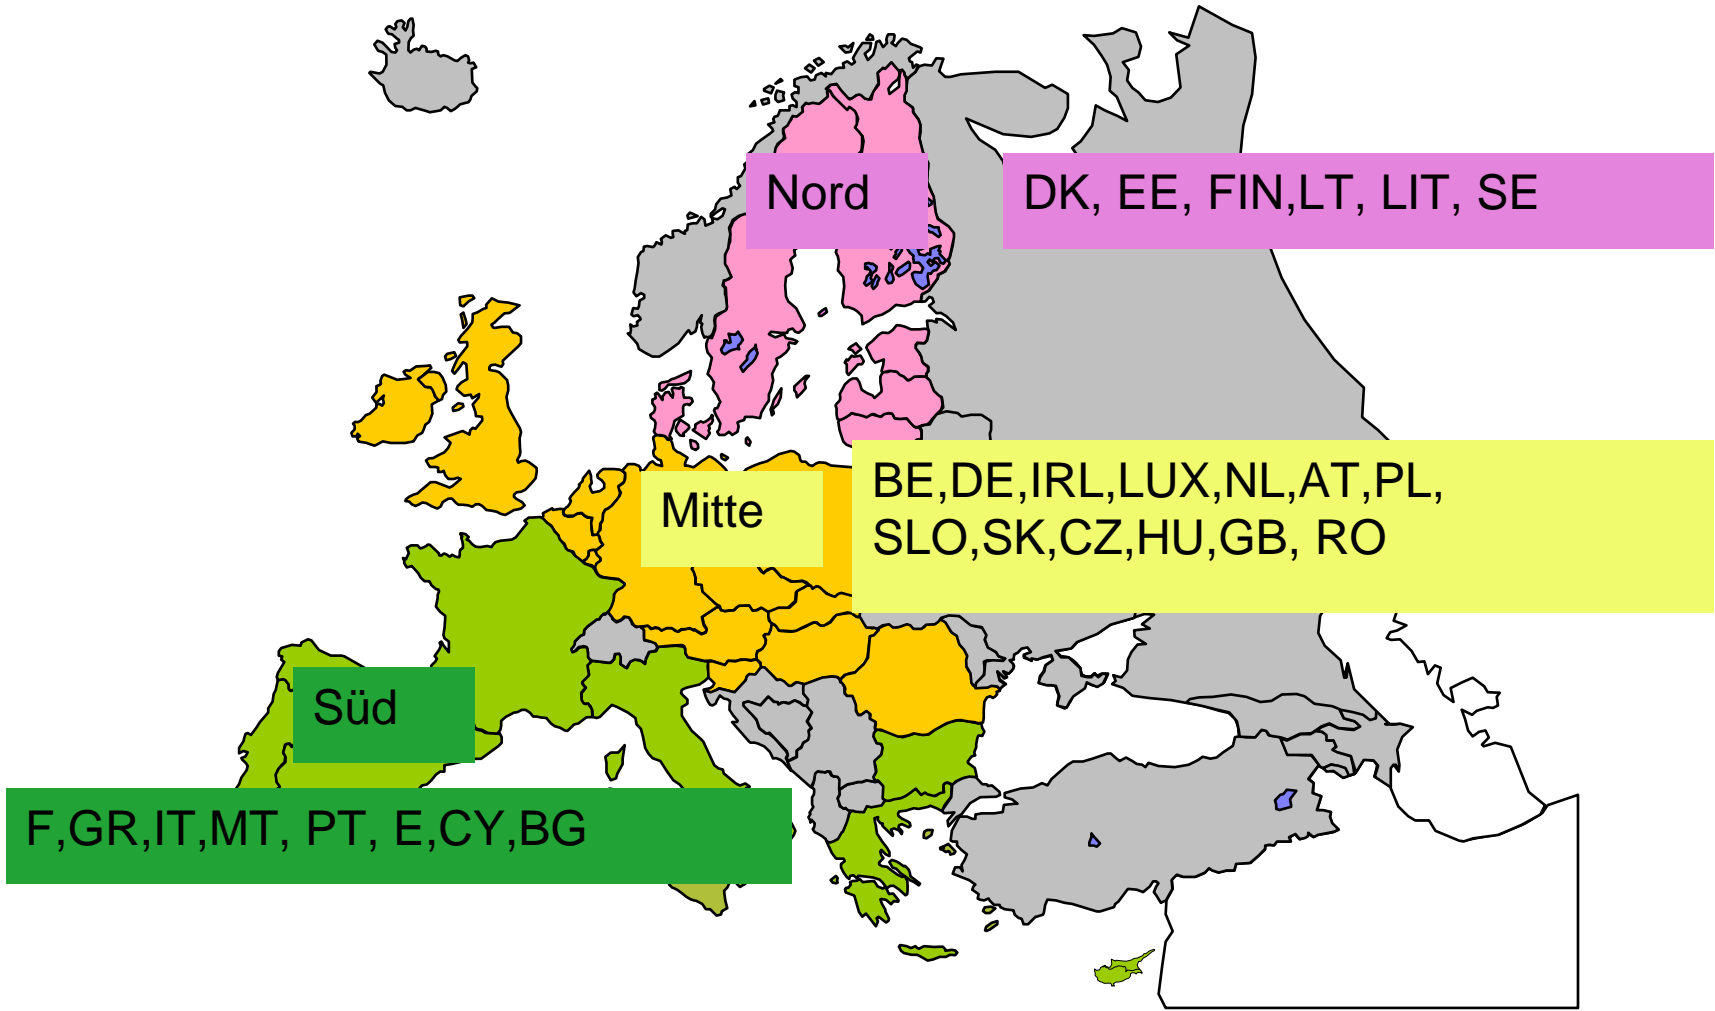 Nord
DK, EE, FIN,LT, LIT, SE
Mitte
BE,DE,IRL,LUX,NL,AT,PL,
SLO,SK,CZ,HU,GB, RO
Süd
F,GR,IT,MT, PT, E,CY,BG